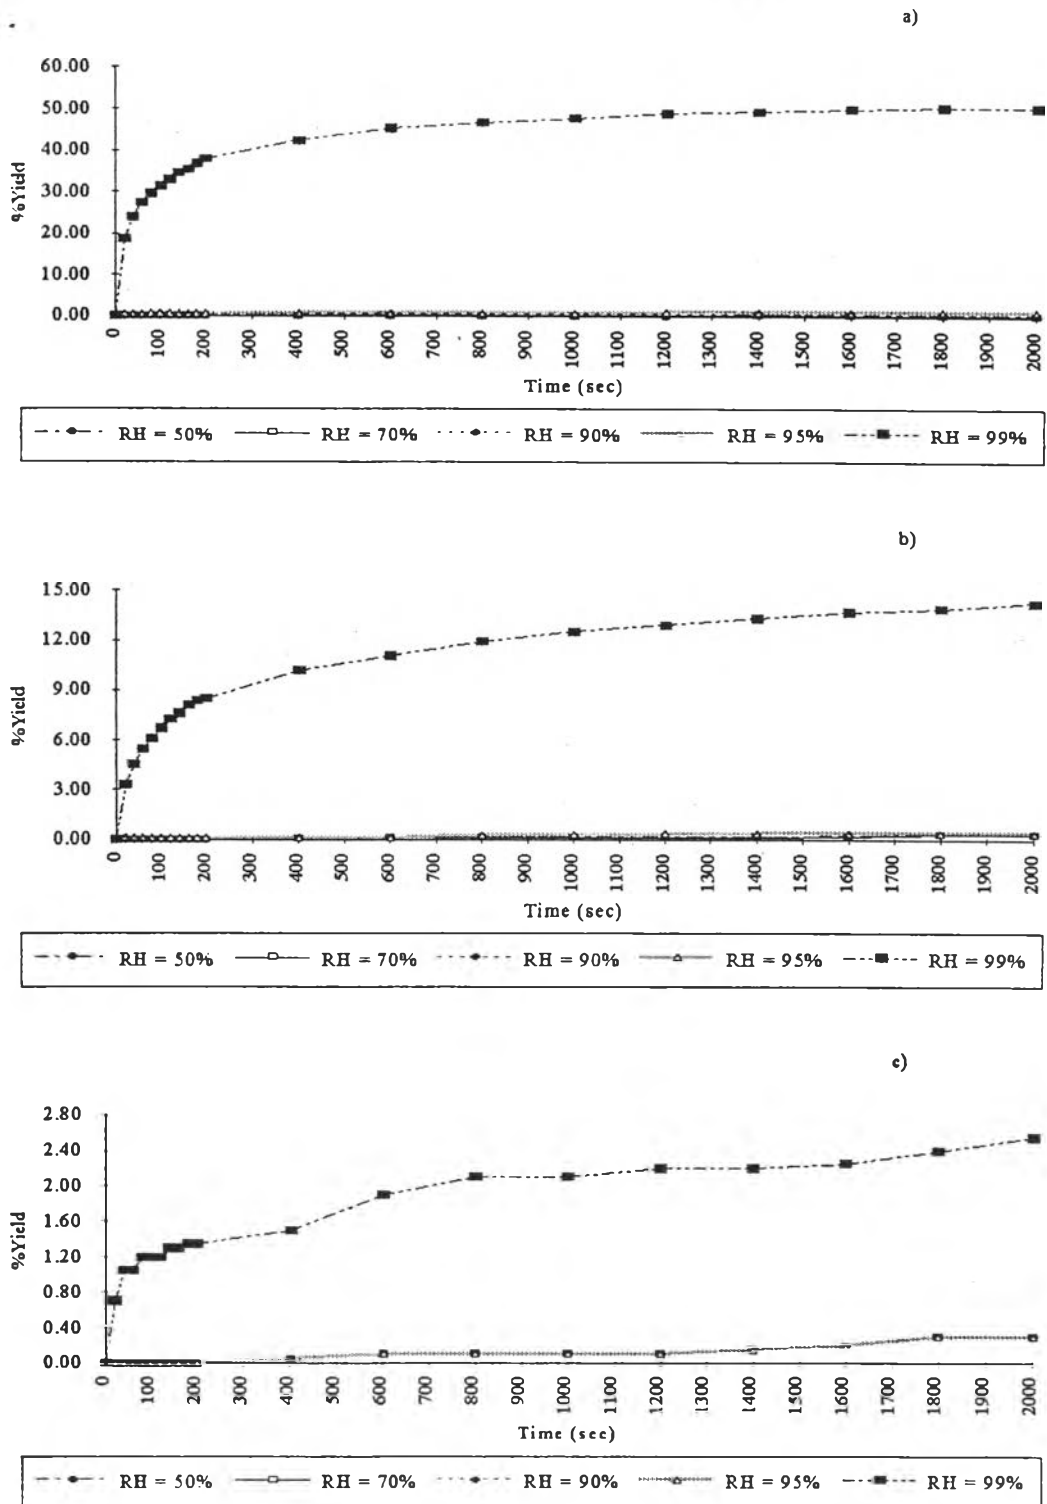 a)
60.00
50.00
40.00
30.00
20.00
10.00
0.00
%Yield
0 100 200 300 400 500 600 700 800 900 1000 1100 1200 1300 1400 1500 1600 1700 1800 1900 2000
Time (sec)
RH = 50% RH = 70% RH = 90% RH = 95% RH = 99%
b)
15.00
12.00
9.00
6.00
3.00
0.00
%Yield
0 100 200 300 400 500 600 700 800 900 1000 1100 1200 1300 1400 1500 1600 1700 1800 1900 2000
Time (sec)
RH = 50% RH = 70% RH = 90% RH = 95% RH = 99%
c)
2.80
2.40
2.00
1.60
1.20
0.80
0.40
0.00
%Yield
0 100 200 300 400 500 600 700 800 900 1000 1100 1200 1300 1400 1500 1600 1700 1800 1900 2000
Time (sec)
RH = 50% RH = 70% RH = 90% RH = 95% RH = 99%